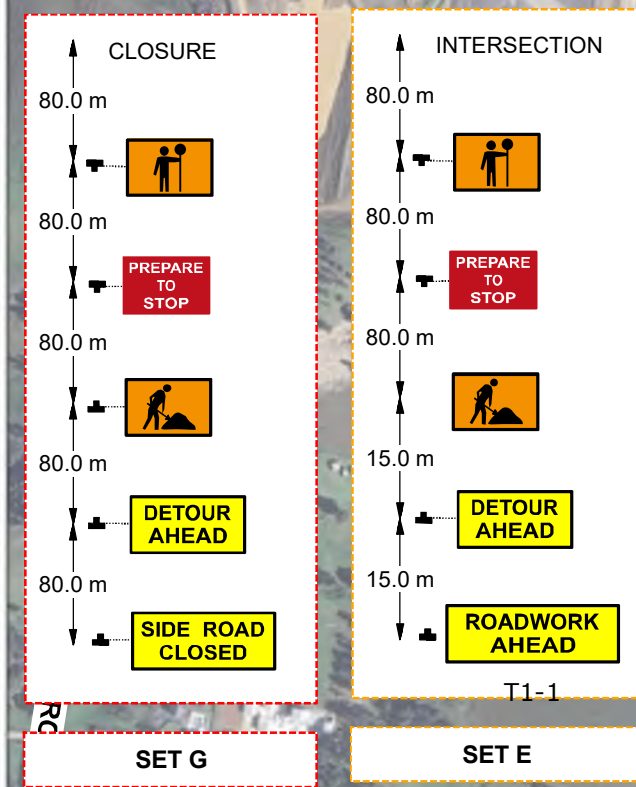 CLOSURE
80.0 m
80.0 m
PREPARE
TO
STOP
80.0 m
80.0 m
DETOUR
AHEAD
80.0 m
SIDE ROAD
CLOSED
RO
SET G
INTERSECTION
80.0 m
80.0 m
PREPARE
TO
STOP
80.0 m
15.0 m
DETOUR
AHEAD
15.0 m
ROADWORK
AHEAD
T1-1
SET E